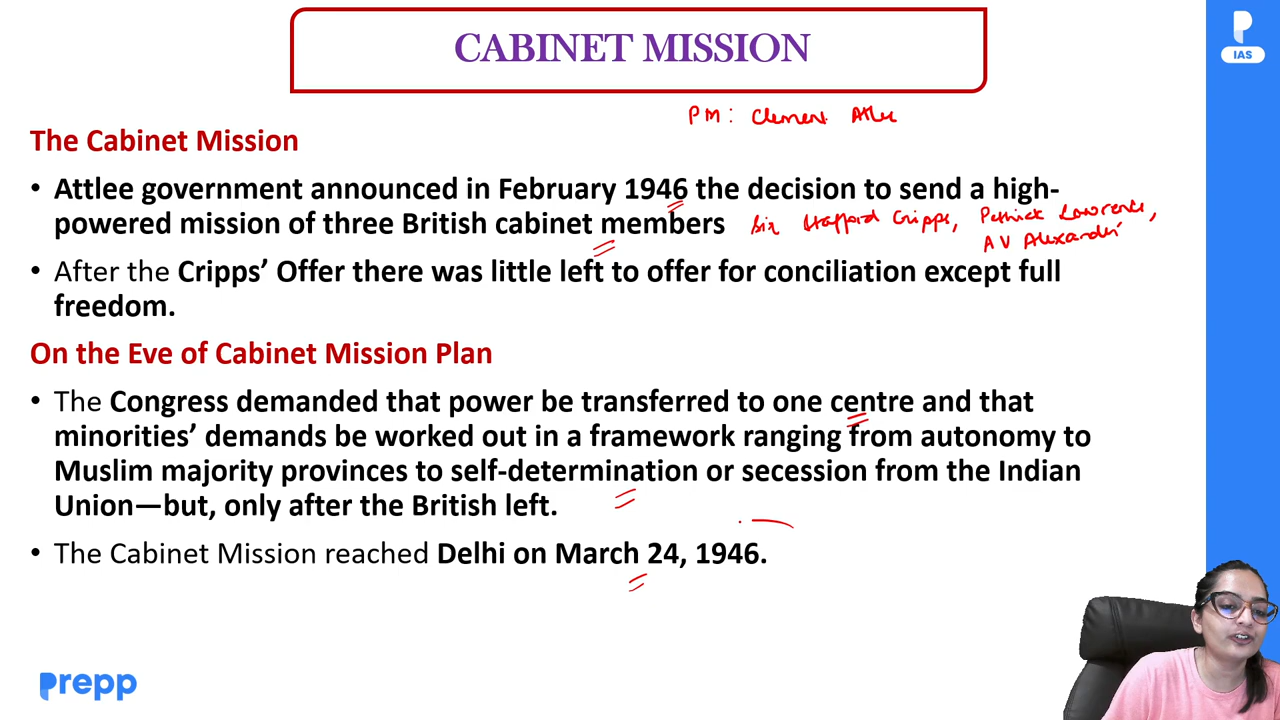 CABINET MISSION
IAS
PM: Clement Atlee
The Cabinet Mission
• Attlee government announced in February 1946 the decision to send a high-
powered mission of three British cabinet members Sir Stafford Cripps, Pethick Lawrence,
AV Alexander
• After the Cripps’ Offer there was little left to offer for conciliation except full
freedom.
On the Eve of Cabinet Mission Plan
• The Congress demanded that power be transferred to one centre and that
minorities’ demands be worked out in a framework ranging from autonomy to
Muslim majority provinces to self-determination or secession from the Indian
Union—but, only after the British left.
• The Cabinet Mission reached Delhi on March 24, 1946.
prepp